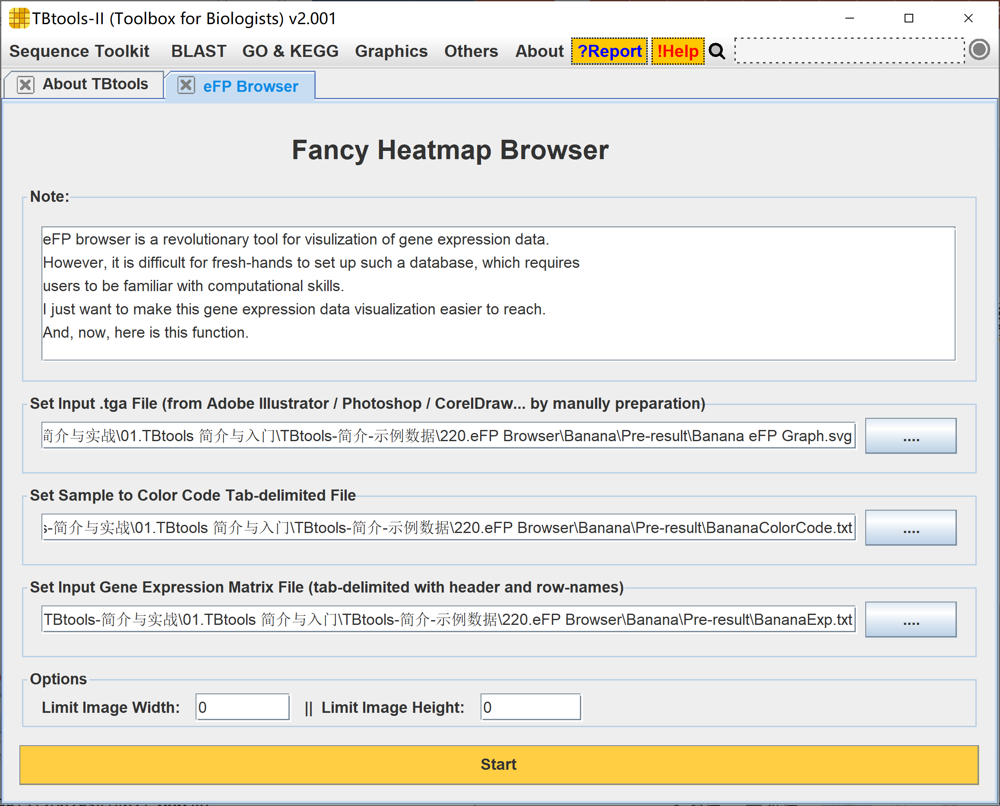 TBtools-II (Toolbox for Biologists) v2.001
Sequence Toolkit BLAST GO & KEGG Graphics Others About ?Report !Help
About TBtools eFP Browser
Fancy Heatmap Browser
Note:
eFP browser is a revolutionary tool for visulization of gene expression data.
However, it is difficult for fresh-hands to set up such a database, which requires
users to be familiar with computational skills.
I just want to make this gene expression data visualization easier to reach.
And, now, here is this function.
Set Input .tga File (from Adobe Illustrator / Photoshop / CorelDraw... by manully preparation)
简介与实战\01.TBtools 简介与入门\TBtools-简介-示例数据\220.eFP Browser\Banana\Pre-result\Banana eFP Graph.svg
....
Set Sample to Color Code Tab-delimited File
s-简介与实战\01.TBtools 简介与入门\TBtools-简介-示例数据\220.eFP Browser\Banana\Pre-result\BananaColorCode.txt
....
Set Input Gene Expression Matrix File (tab-delimited with header and row-names)
TBtools-简介与实战\01.TBtools 简介与入门\TBtools-简介-示例数据\220.eFP Browser\Banana\Pre-result\BananaExp.txt
....
Options
Limit Image Width: 0 || Limit Image Height: 0
Start